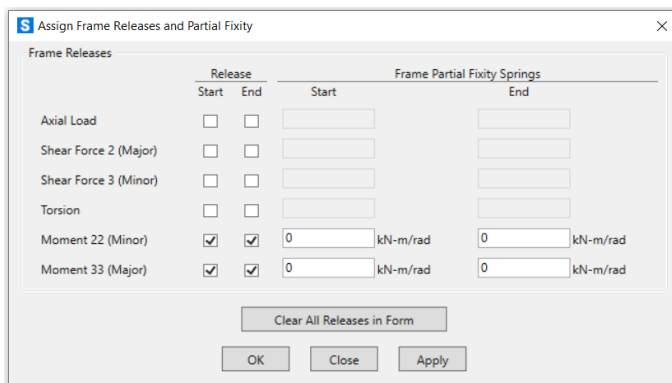 S Assign Frame Releases and Partial Fixity
Frame Releases
Release Frame Partial Fixity Springs
Start End Start End
Axial Load
Shear Force 2 (Major)
Shear Force 3 (Minor)
Torsion
Moment 22 (Minor) 0 kN-m/rad 0 kN-m/rad
Moment 33 (Major) 0 kN-m/rad 0 kN-m/rad
Clear All Releases in Form
OK Close Apply